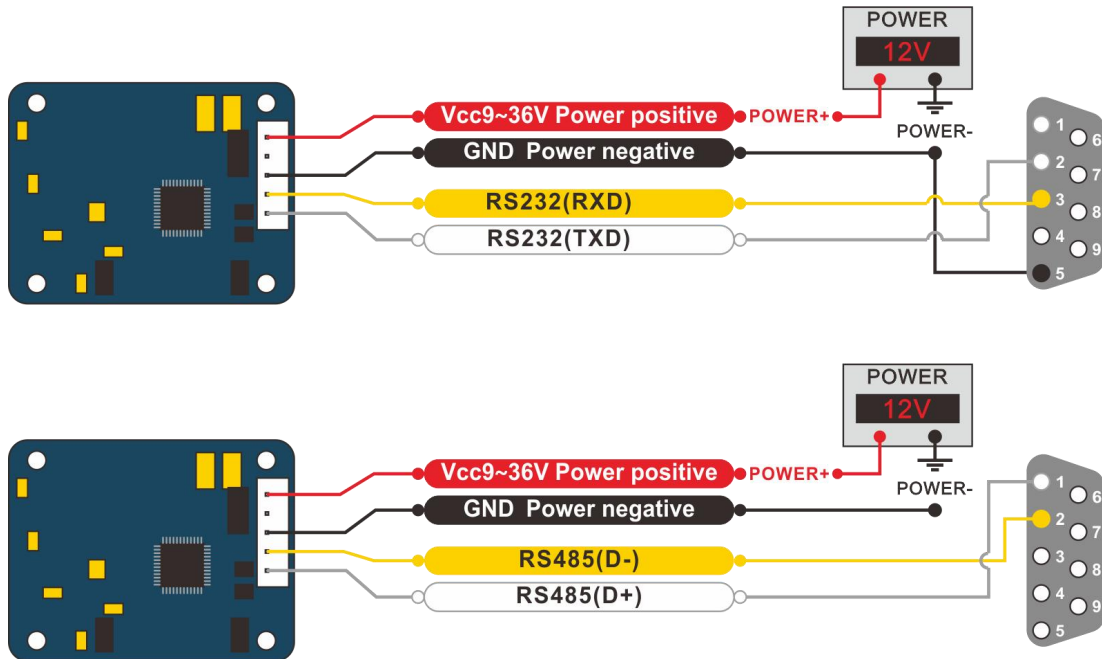 POWER
12V
Vcc9~36V Power positive
POWER+
POWER-
GND  Power negative
RS232(RXD)
RS232(TXD)
1
6
2
7
3
8
4
9
5
POWER
12V
Vcc9~36V Power positive
POWER+
POWER-
GND  Power negative
RS485(D-)
RS485(D+)
1
6
2
7
3
8
4
9
5